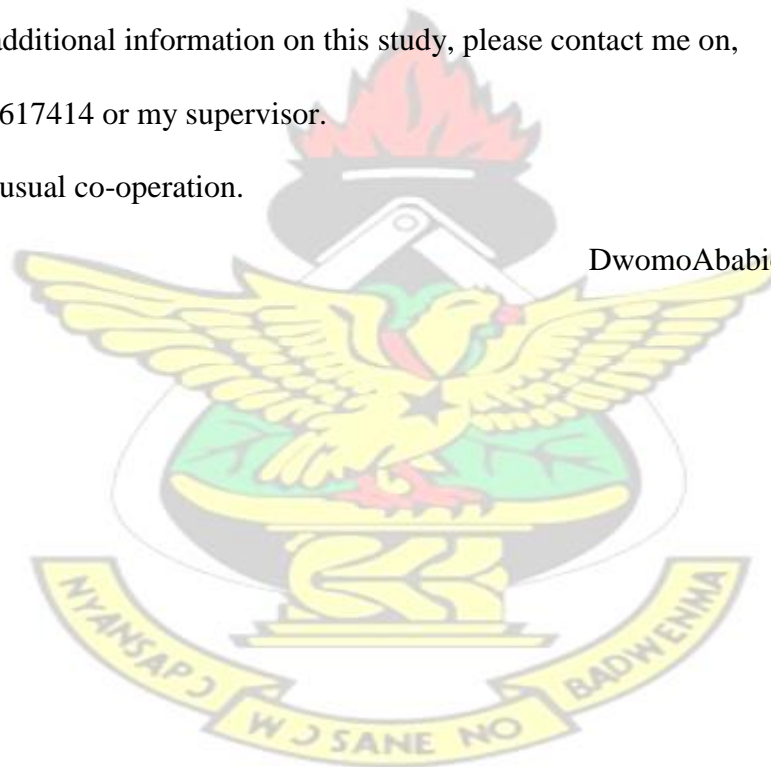 additional information on this study, please contact me on,
617414 or my supervisor.
usual co-operation.
DwomoAbabi
NYANSAPƆ WƆSANE NO BADWENMA